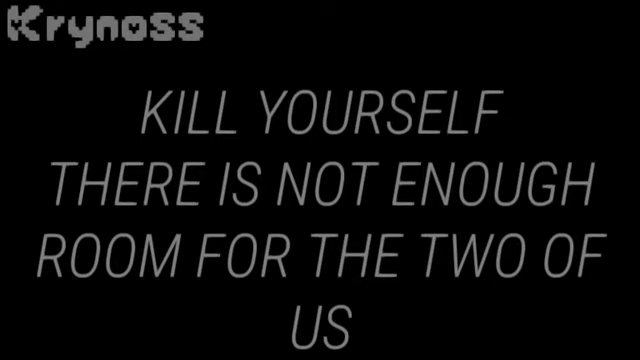 Krynoss
KILL YOURSELF
THERE IS NOT ENOUGH
ROOM FOR THE TWO OF
US